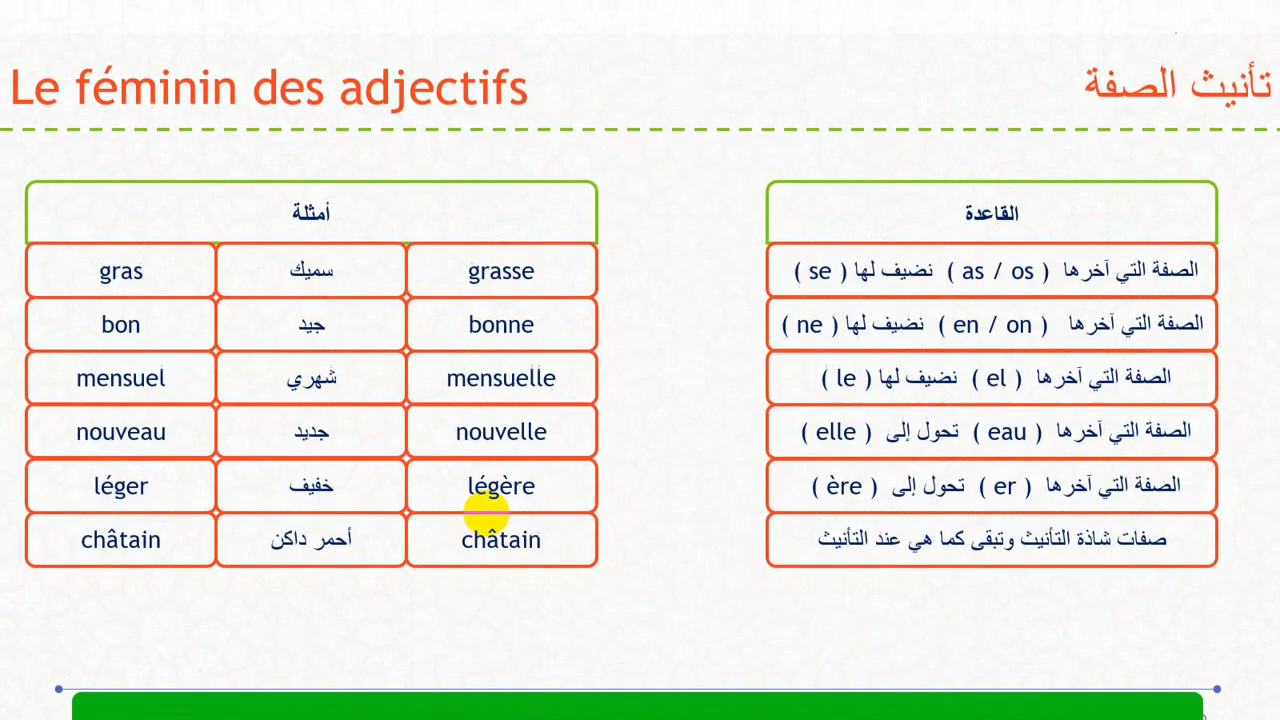 Le féminin des adjectifs
تأنيث الصفة
أمثلة
gras سميك grasse
bon جيد bonne
mensuel شهري mensuelle
nouveau جديد nouvelle
léger خفيف légère
châtain أحمر داكن châtain
القاعدة
الصفة التي آخرها ( as / os ) نضيف لها ( se )
الصفة التي آخرها ( en / on ) نضيف لها ( ne )
الصفة التي آخرها ( el ) نضيف لها ( le )
الصفة التي آخرها ( eau ) تحول إلى ( elle )
الصفة التي آخرها ( er ) تحول إلى ( ère )
صفات شاذة التأنيث وتبقى كما هي عند التأنيث